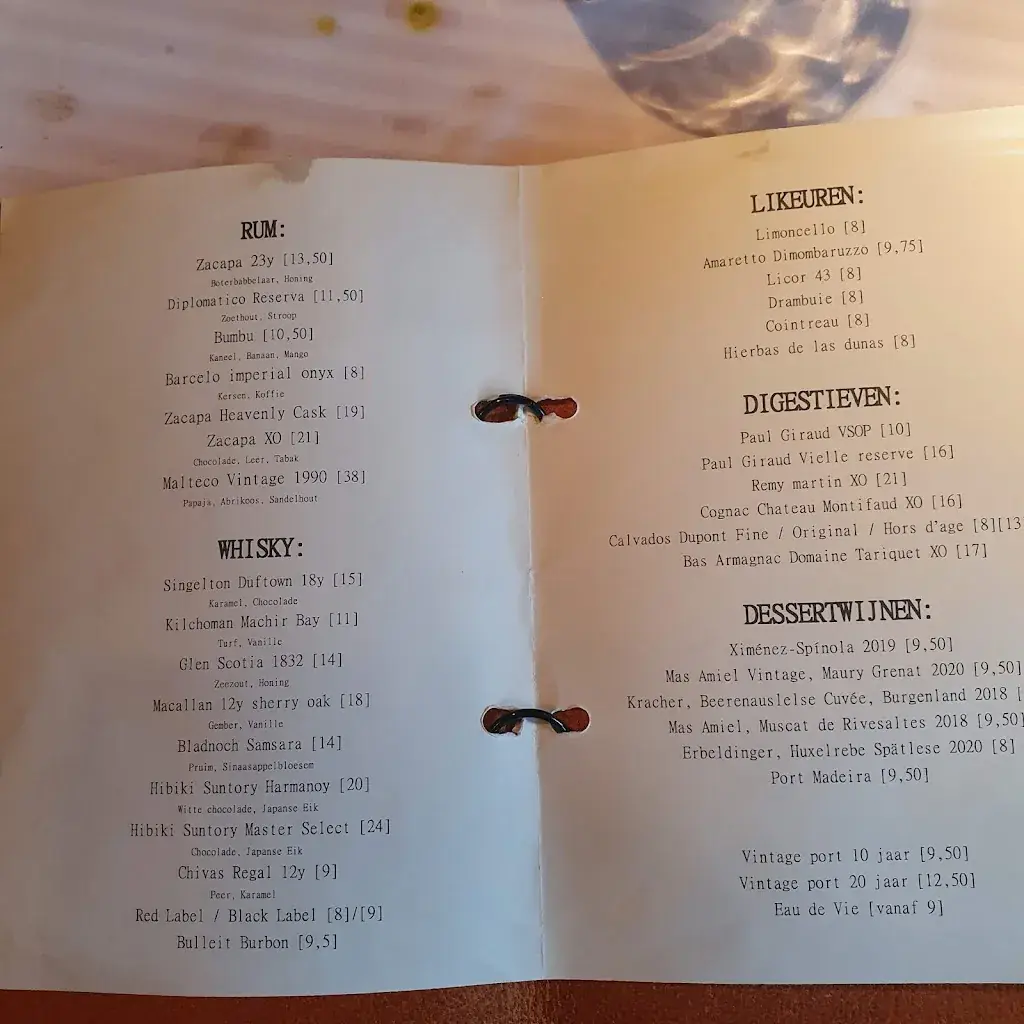 RUM:
Zacapa 23y [13,50]
Boterbabbelaar, Honing
Diplomatico Reserva [11,50]
Zoethout, Stroop
Bumbu [10,50]
Kaneel, Banaan, Mango
Barcelo imperial onyx [8]
Kersen, Koffie
Zacapa Heavenly Cask [19]
Zacapa XO [21]
Chocolade, Leer, Tabak
Malteco Vintage 1990 [38]
Papaja, Abrikoos, Sandelhout
WHISKY:
Singelton Duftown 18y [15]
Karamel, Chocolade
Kilchoman Machir Bay [11]
Turf, Vanille
Glen Scotia 1832 [14]
Zeezout, Honing
Macallan 12y sherry oak [18]
Gember, Vanille
Bladnoch Samsara [14]
Pruim, Sinaasappelbloesem
Hibiki Suntory Harmanoy [20]
Witte chocolade, Japanse Eik
Hibiki Suntory Master Select [24]
Chocolade, Japanse Eik
Chivas Regal 12y [9]
Peer, Karamel
Red Label / Black Label [8]/[9]
Bulleit Burbon [9,5]
LIKEUREN:
Limoncello [8]
Amaretto Dimombaruzzo [9,75]
Licor 43 [8]
Drambuie [8]
Cointreau [8]
Hierbas de las dunas [8]
DIGESTIEVEN:
Paul Giraud VSOP [10]
Paul Giraud Vielle reserve [16]
Remy martin XO [21]
Cognac Chateau Montifaud XO [16]
Calvados Dupont Fine / Original / Hors d'age [8][13
Bas Armagnac Domaine Tariquet XO [17]
DESSERTWIJNEN:
Ximénez-Spínola 2019 [9,50]
Mas Amiel Vintage, Maury Grenat 2020 [9,50]
Kracher, Beerenauslelse Cuvée, Burgenland 2018 [
Mas Amiel, Muscat de Rivesaltes 2018 [9,50]
Erbeldinger, Huxelrebe Spätlese 2020 [8]
Port Madeira [9,50]
Vintage port 10 jaar [9,50]
Vintage port 20 jaar [12,50]
Eau de Vie [vanaf 9]